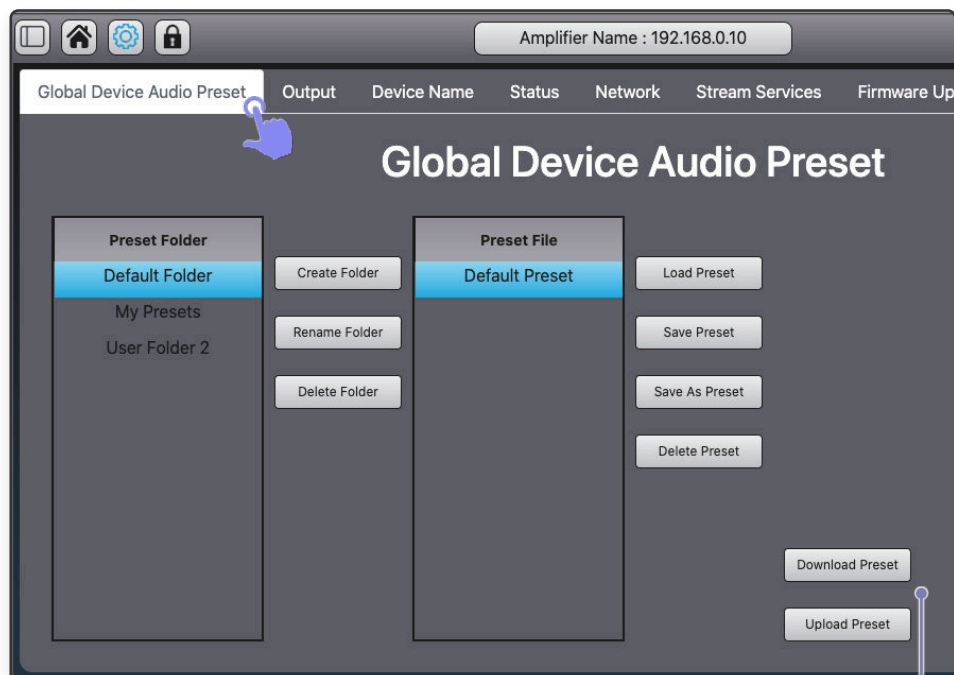 Amplifier Name : 192.168.0.10
Global Device Audio Preset Output Device Name Status Network Stream Services Firmware Up
Global Device Audio Preset
Preset Folder
Default Folder
My Presets
User Folder 2
Create Folder
Rename Folder
Delete Folder
Preset File
Default Preset
Load Preset
Save Preset
Save As Preset
Delete Preset
Download Preset
Upload Preset